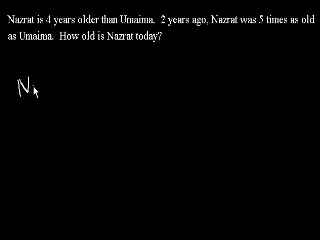 Nazrat is 4 years older than Umaima.  2 years ago, Nazrat was 5 times as old
as Umaima.  How old is Nazrat today?
N